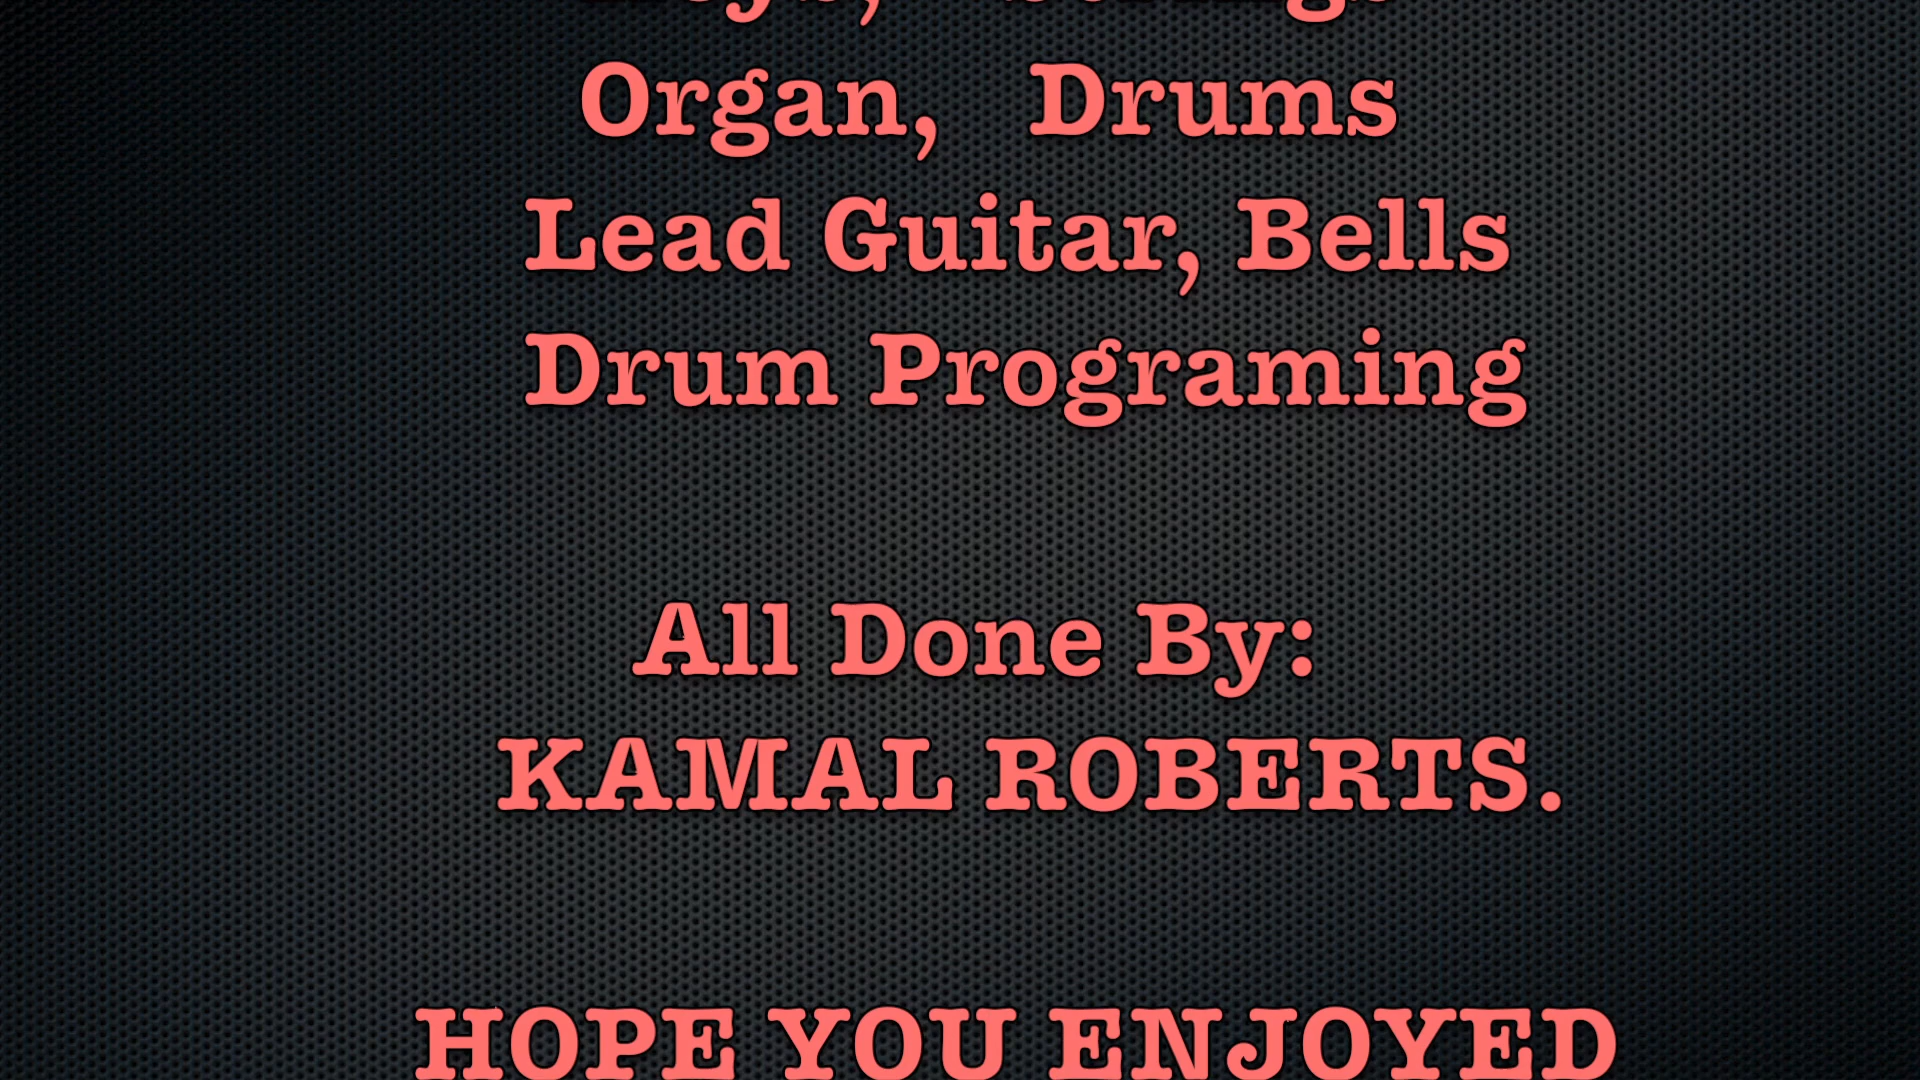 Organ, Drums
Lead Guitar, Bells
Drum Programing
All Done By:
KAMAL ROBERTS.
HOPE YOU ENJOYED